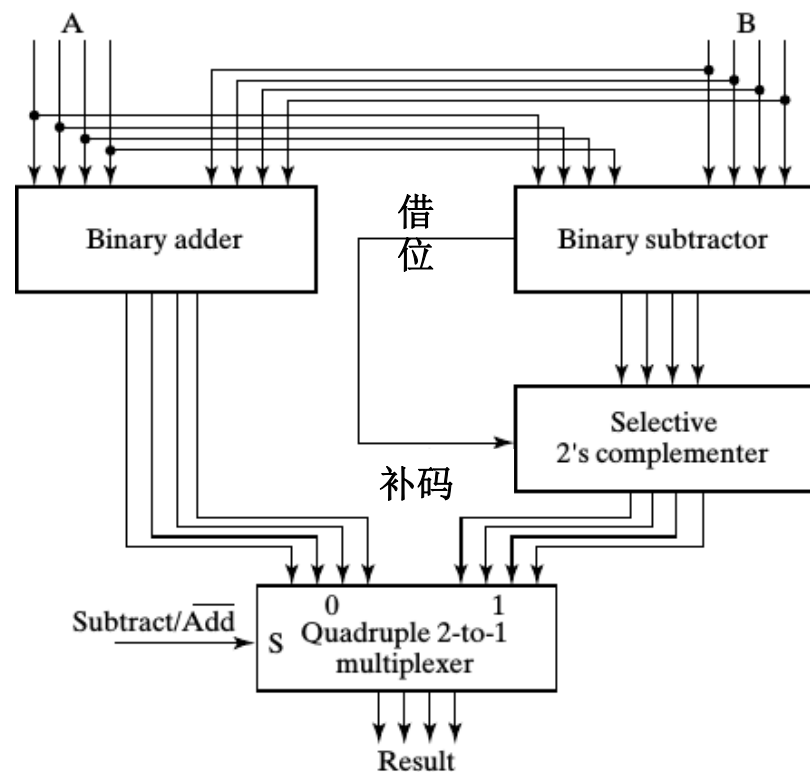 A
B
Binary adder
借
位
Binary subtractor
Selective
2's complementer
补码
0
1
Subtract/A̅d̅d̅
S
Quadruple 2-to-1
multiplexer
Result